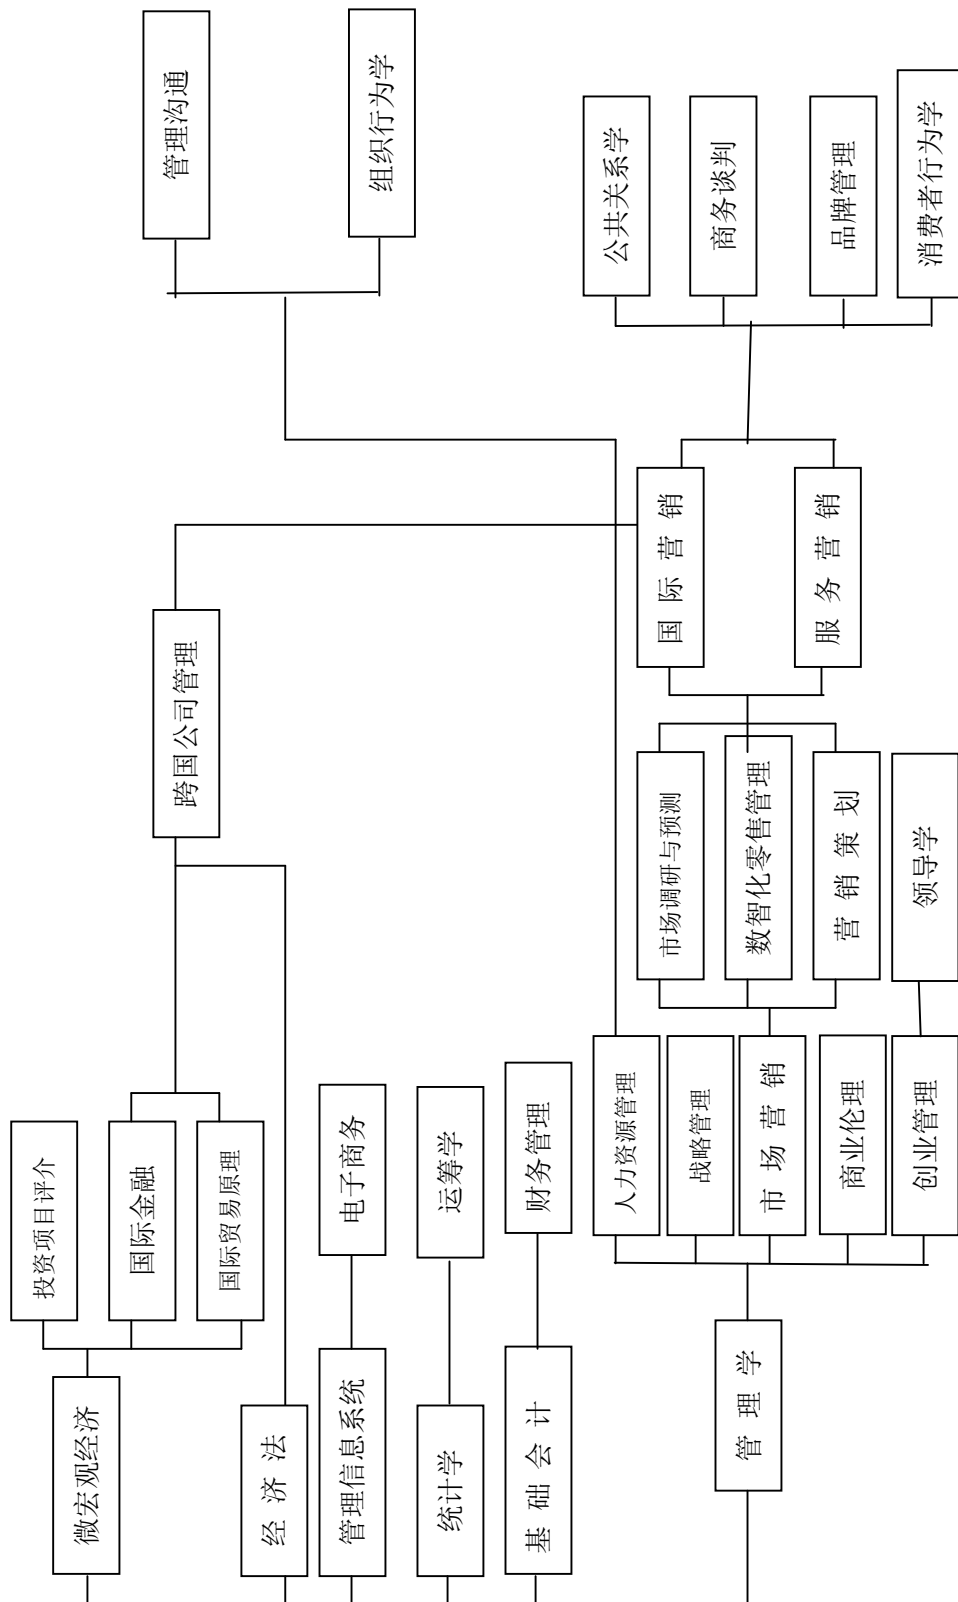 管理沟通
组织行为学
公共关系学
商务谈判
品牌管理
消费者行为学
国际营销
服务营销
跨国公司管理
市场调研与预测
数智化零售管理
营销策划
领导学
投资项目评介
国际金融
国际贸易原理
电子商务
运筹学
财务管理
人力资源管理
战略管理
市场营销
商业伦理
创业管理
微宏观经济
经济法
管理信息系统
统计学
基础会计
管理学